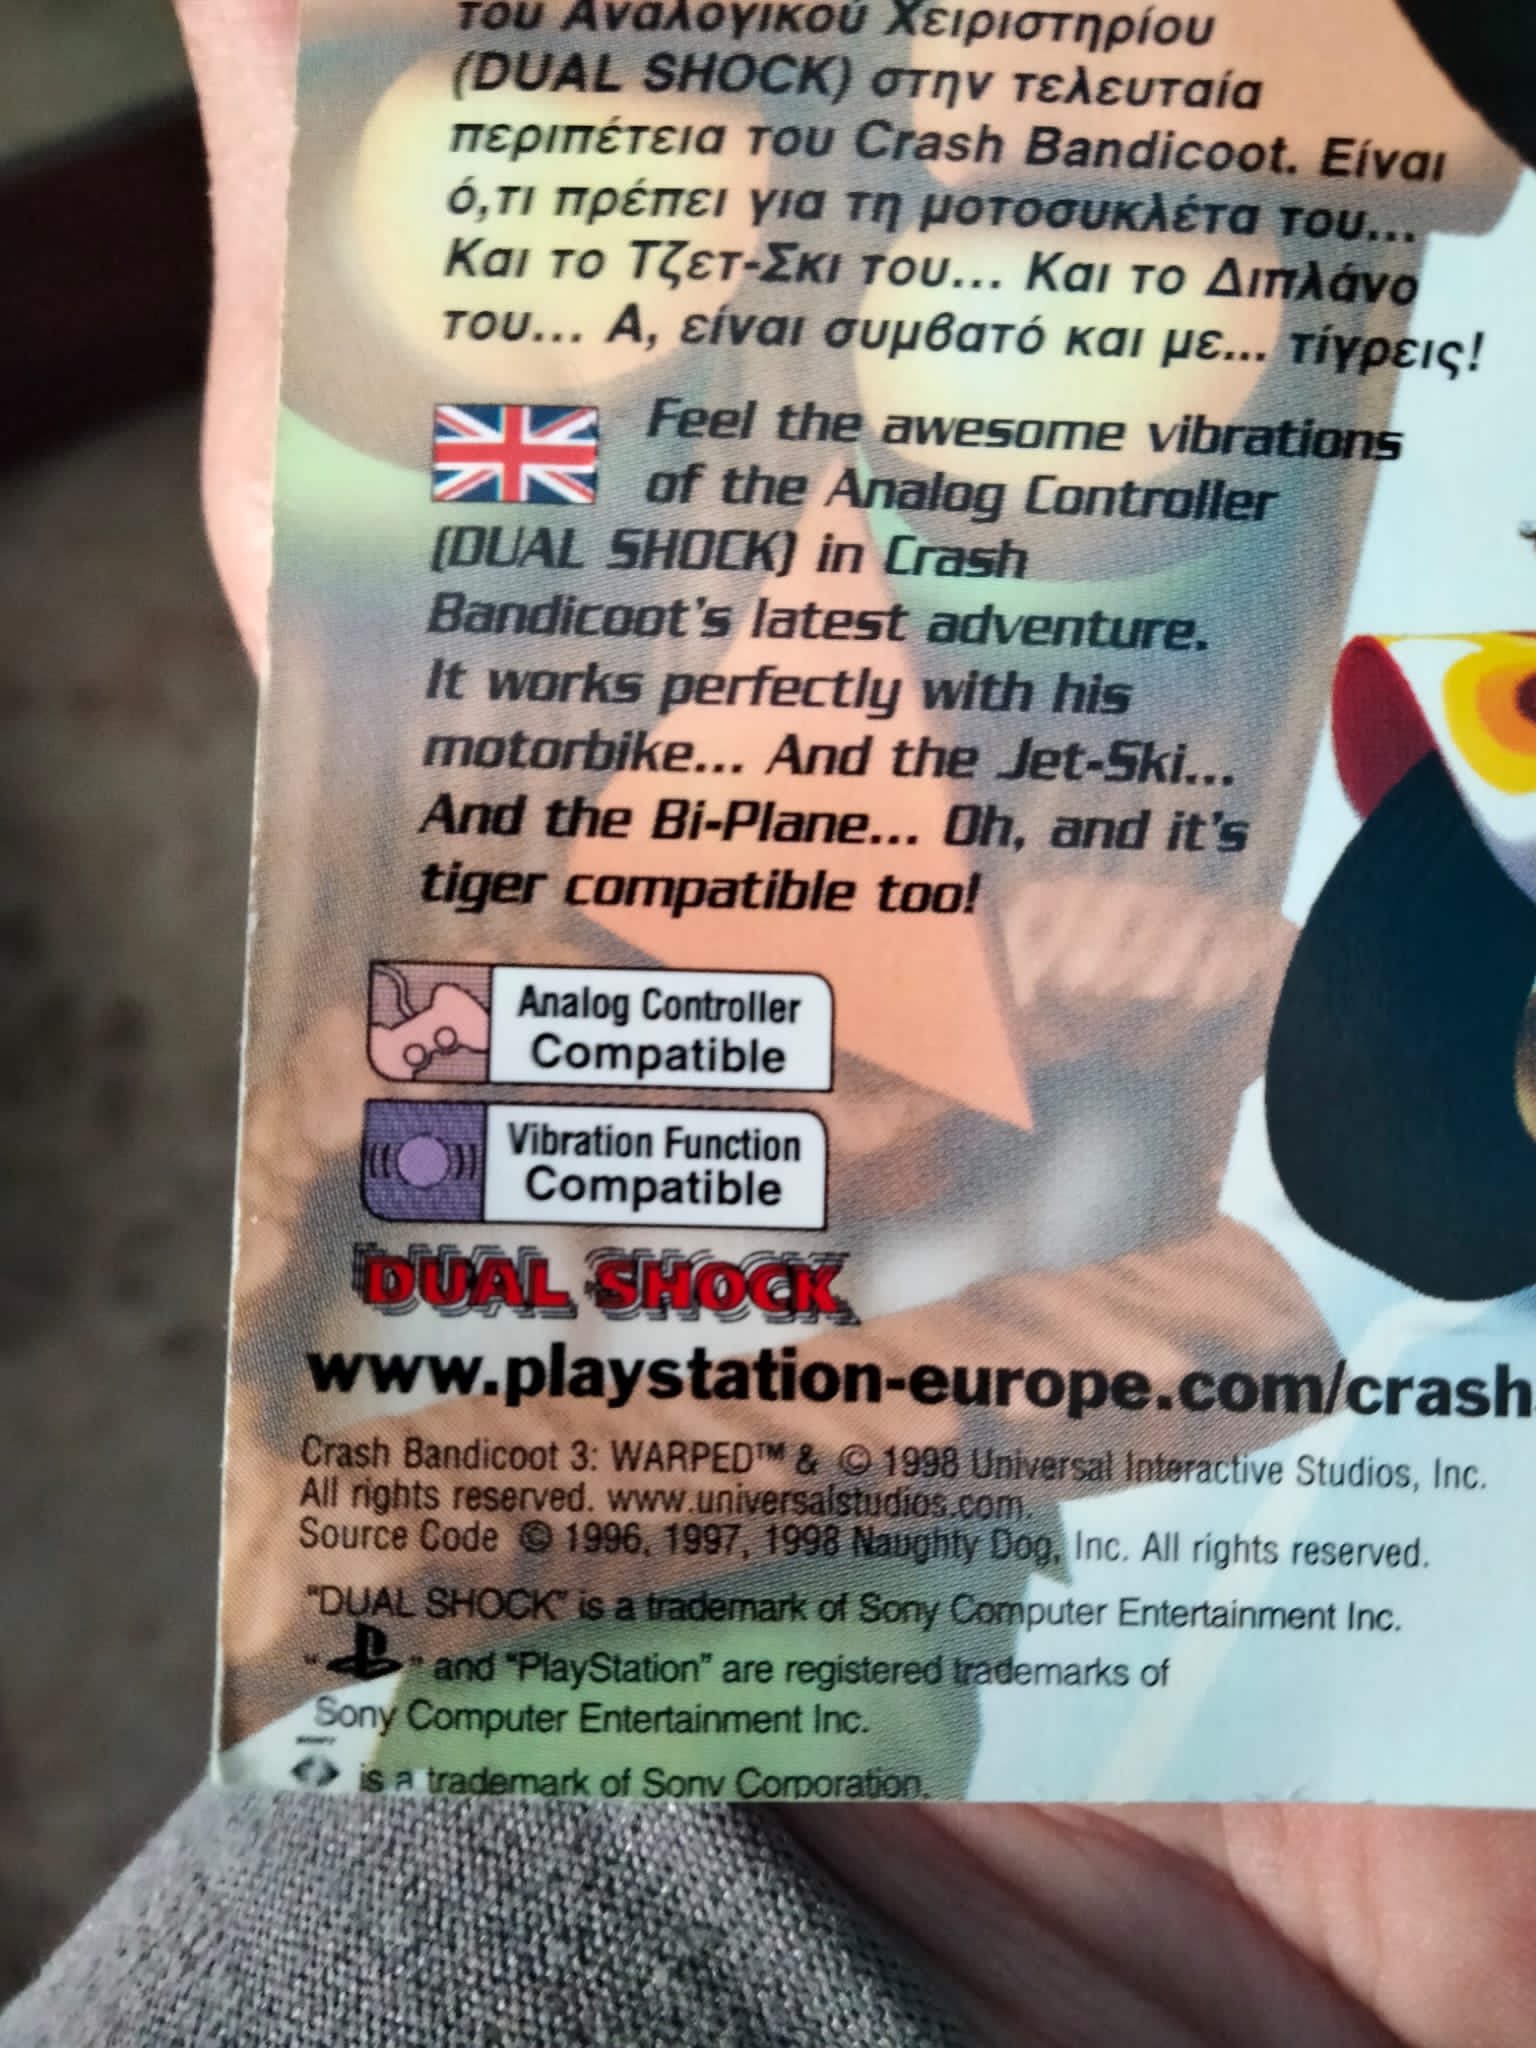 του Αναλογικού Χειριστηρίου
(DUAL SHOCK) στην τελευταία
περιπέτεια του Crash Bandicoot. Είναι
ό,τι πρέπει για τη μοτοσυκλέτα του...
Και το Τζετ-Σκι του... Και το Διπλάνο
του... Α, είναι συμβατό και με... τίγρεις!
Feel the awesome vibrations
of the Analog Controller
(DUAL SHOCK) in Crash
Bandicoot's latest adventure.
It works perfectly with his
motorbike... And the Jet-Ski...
And the Bi-Plane... Oh, and it's
tiger compatible too!
Analog Controller
Compatible
Vibration Function
Compatible
DUAL SHOCK
www.playstation-europe.com/crash
Crash Bandicoot 3: WARPED™ & © 1998 Universal Interactive Studios, Inc.
All rights reserved. www.universalstudios.com.
Source Code © 1996, 1997, 1998 Naughty Dog, Inc. All rights reserved.
"DUAL SHOCK" is a trademark of Sony Computer Entertainment Inc.
" " and "PlayStation" are registered trademarks of
Sony Computer Entertainment Inc.
is a trademark of Sony Corporation.